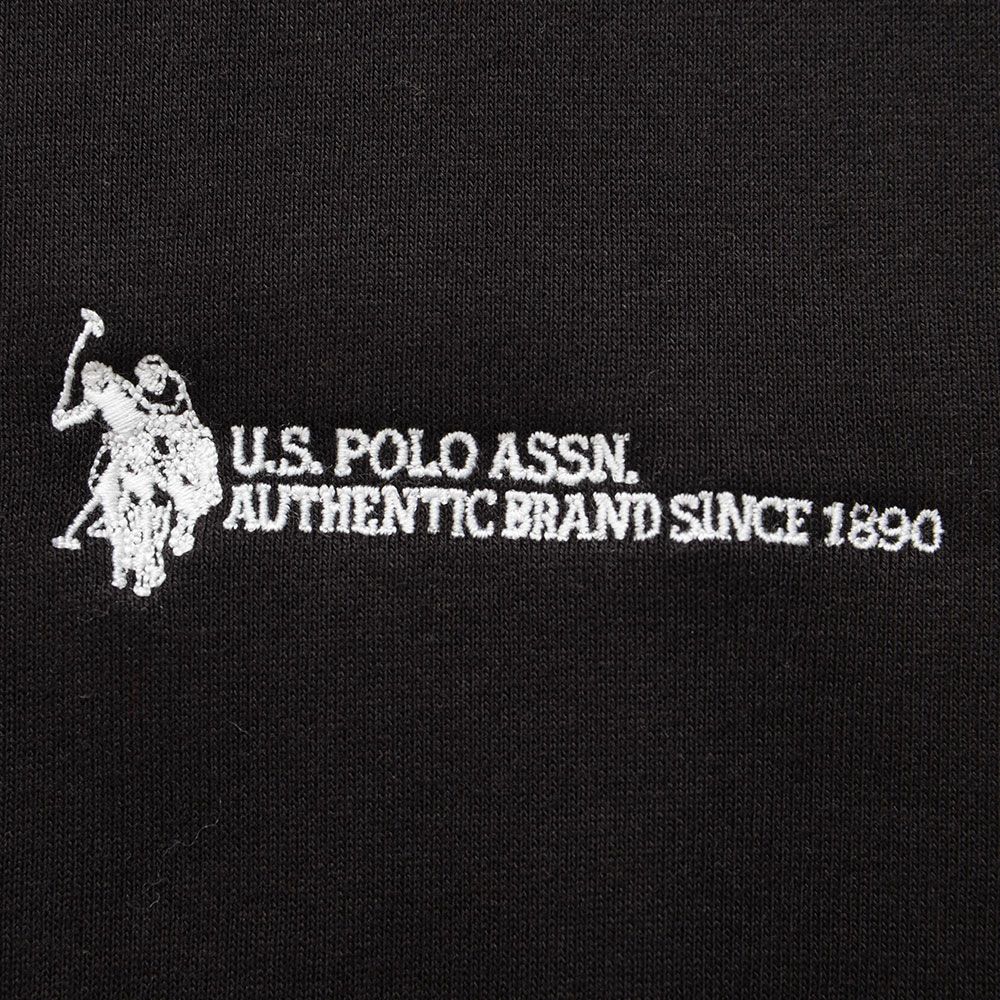 U.S. POLO ASSN.
AUTHENTIC BRAND SINCE 1890